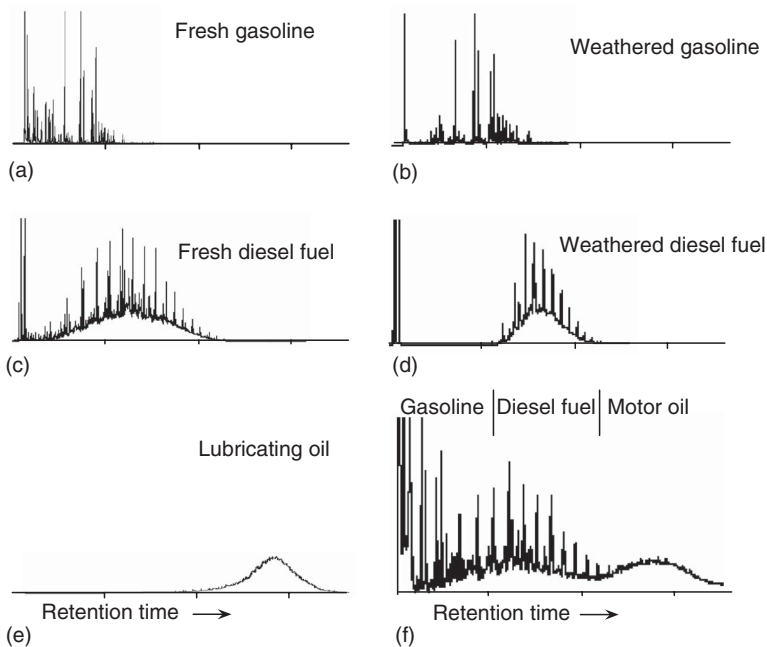 Fresh gasoline
Weathered gasoline
(a)
(b)
Fresh diesel fuel
Weathered diesel fuel
(c)
(d)
Gasoline Diesel fuel Motor oil
Lubricating oil
Retention time
Retention time
(e)
(f)